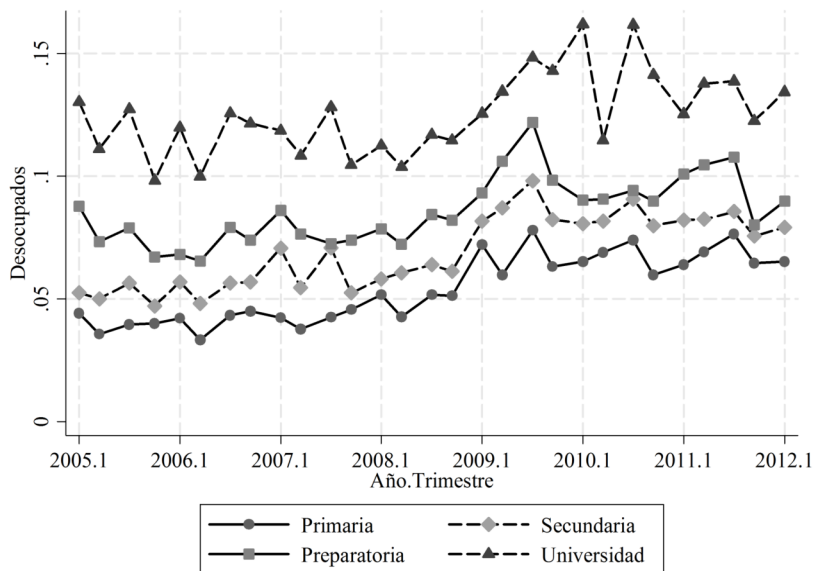 .15
.1
.05
0
Desocupados
2005.1 2006.1 2007.1 2008.1 2009.1 2010.1 2011.1 2012.1
Año.Trimestre
Primaria Secundaria
Preparatoria Universidad